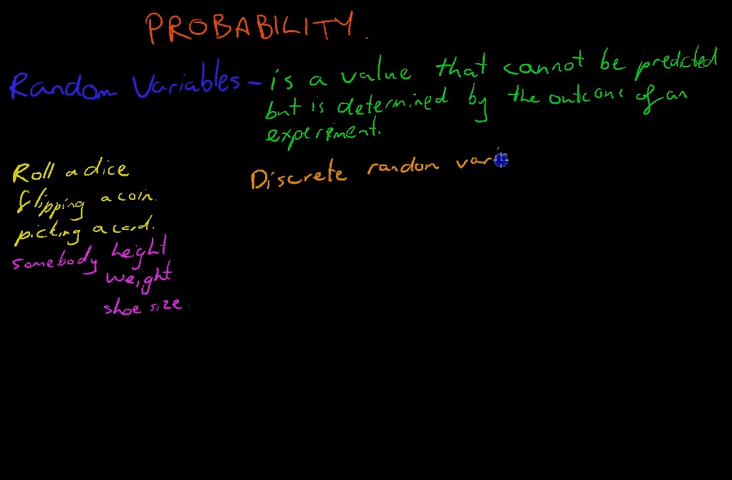 PROBABILITY.
Random Variables - is a value that cannot be predicted
but is determined by the outcome of an
experiment.
Roll a dice
flipping a coin.
picking a card.
somebody height
weight
shoe size.
Discrete random vari